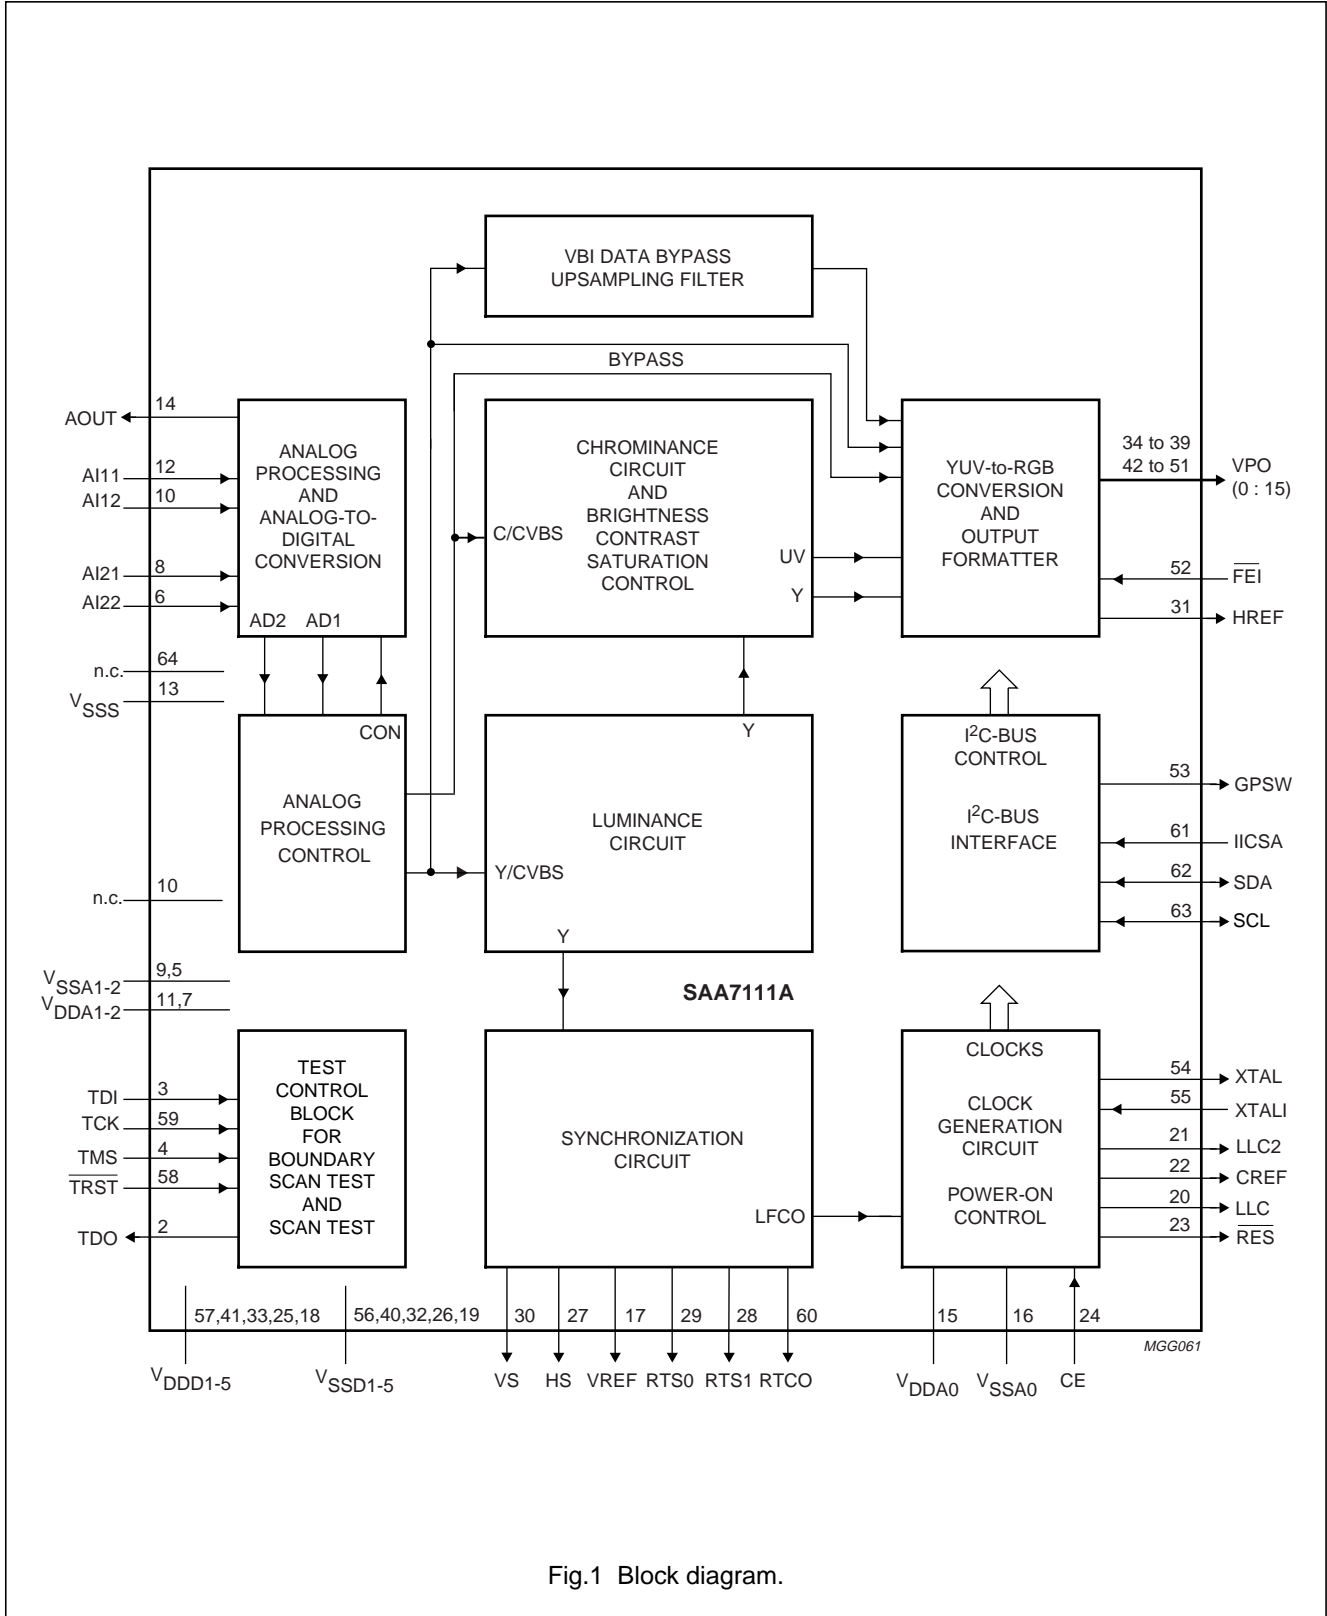 VBI DATA BYPASS
UPSAMPLING FILTER
BYPASS
AOUT
14
AI11
12
AI12
10
AI21
8
AI22
6
ANALOG
PROCESSING
AND
ANALOG-TO-
DIGITAL
CONVERSION
AD2
AD1
C/CVBS
CHROMINANCE
CIRCUIT
AND
BRIGHTNESS
CONTRAST
SATURATION
CONTROL
UV
Y
YUV-to-RGB
CONVERSION
AND
OUTPUT
FORMATTER
34 to 39
42 to 51
VPO
(0 : 15)
52
FEI
31
HREF
n.c.
64
VSSS
13
CON
ANALOG
PROCESSING
CONTROL
n.c.
10
Y
LUMINANCE
CIRCUIT
Y/CVBS
Y
I2C-BUS
CONTROL
I2C-BUS
INTERFACE
53
GPSW
61
IICSA
62
SDA
63
SCL
VSSA1-2
9,5
VDDA1-2
11,7
SAA7111A
TDI
3
TCK
59
TMS
4
TRST
58
TDO
2
TEST
CONTROL
BLOCK
FOR
BOUNDARY
SCAN TEST
AND
SCAN TEST
SYNCHRONIZATION
CIRCUIT
LFCO
CLOCKS
CLOCK
GENERATION
CIRCUIT
POWER-ON
CONTROL
54
XTAL
55
XTALI
21
LLC2
22
CREF
20
LLC
23
RES
57,41,33,25,18
56,40,32,26,19
30
27
17
29
28
60
15
16
24
MGG061
VDDD1-5
VSSD1-5
VS
HS
VREF
RTS0
RTS1
RTCO
VDDA0
VSSA0
CE
Fig.1 Block diagram.